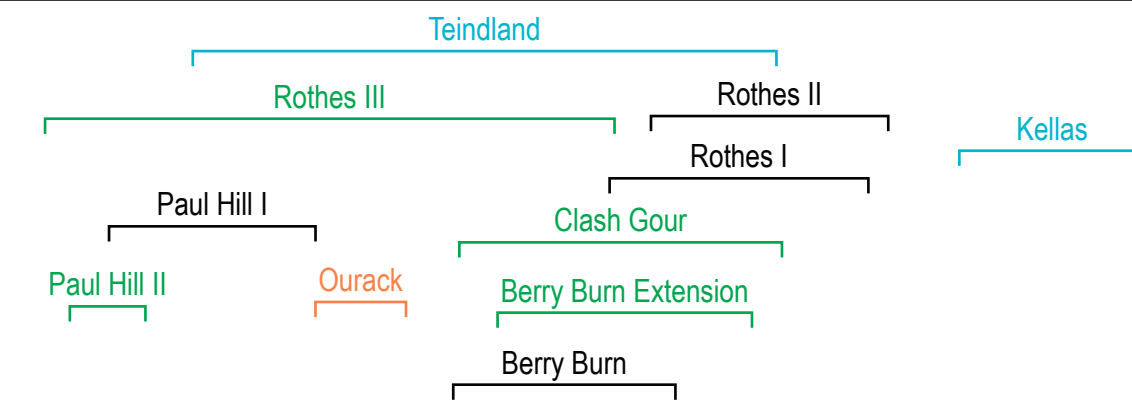 Teindland
Rothes III
Rothes II
Kellas
Rothes I
Paul Hill I
Clash Gour
Paul Hill II
Ourack
Berry Burn Extension
Berry Burn